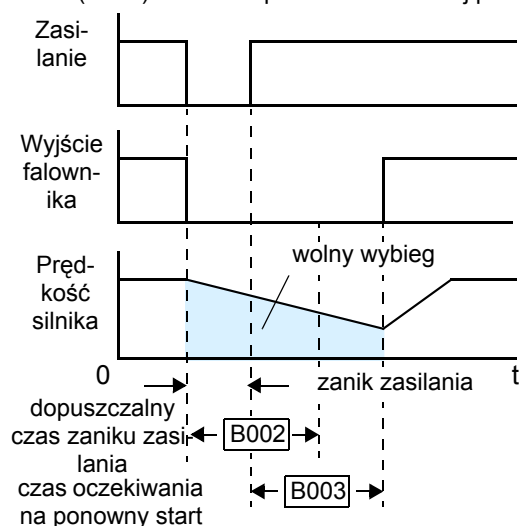 Zasi-
lanie
Wyjście
falown-
ika
wolny wybieg
Pręd-
kość
silnika
0
t
zanik zasilania
dopuszczalny
czas zaniku zasi-
lania
B002
czas oczekiwania
na ponowny start
B003